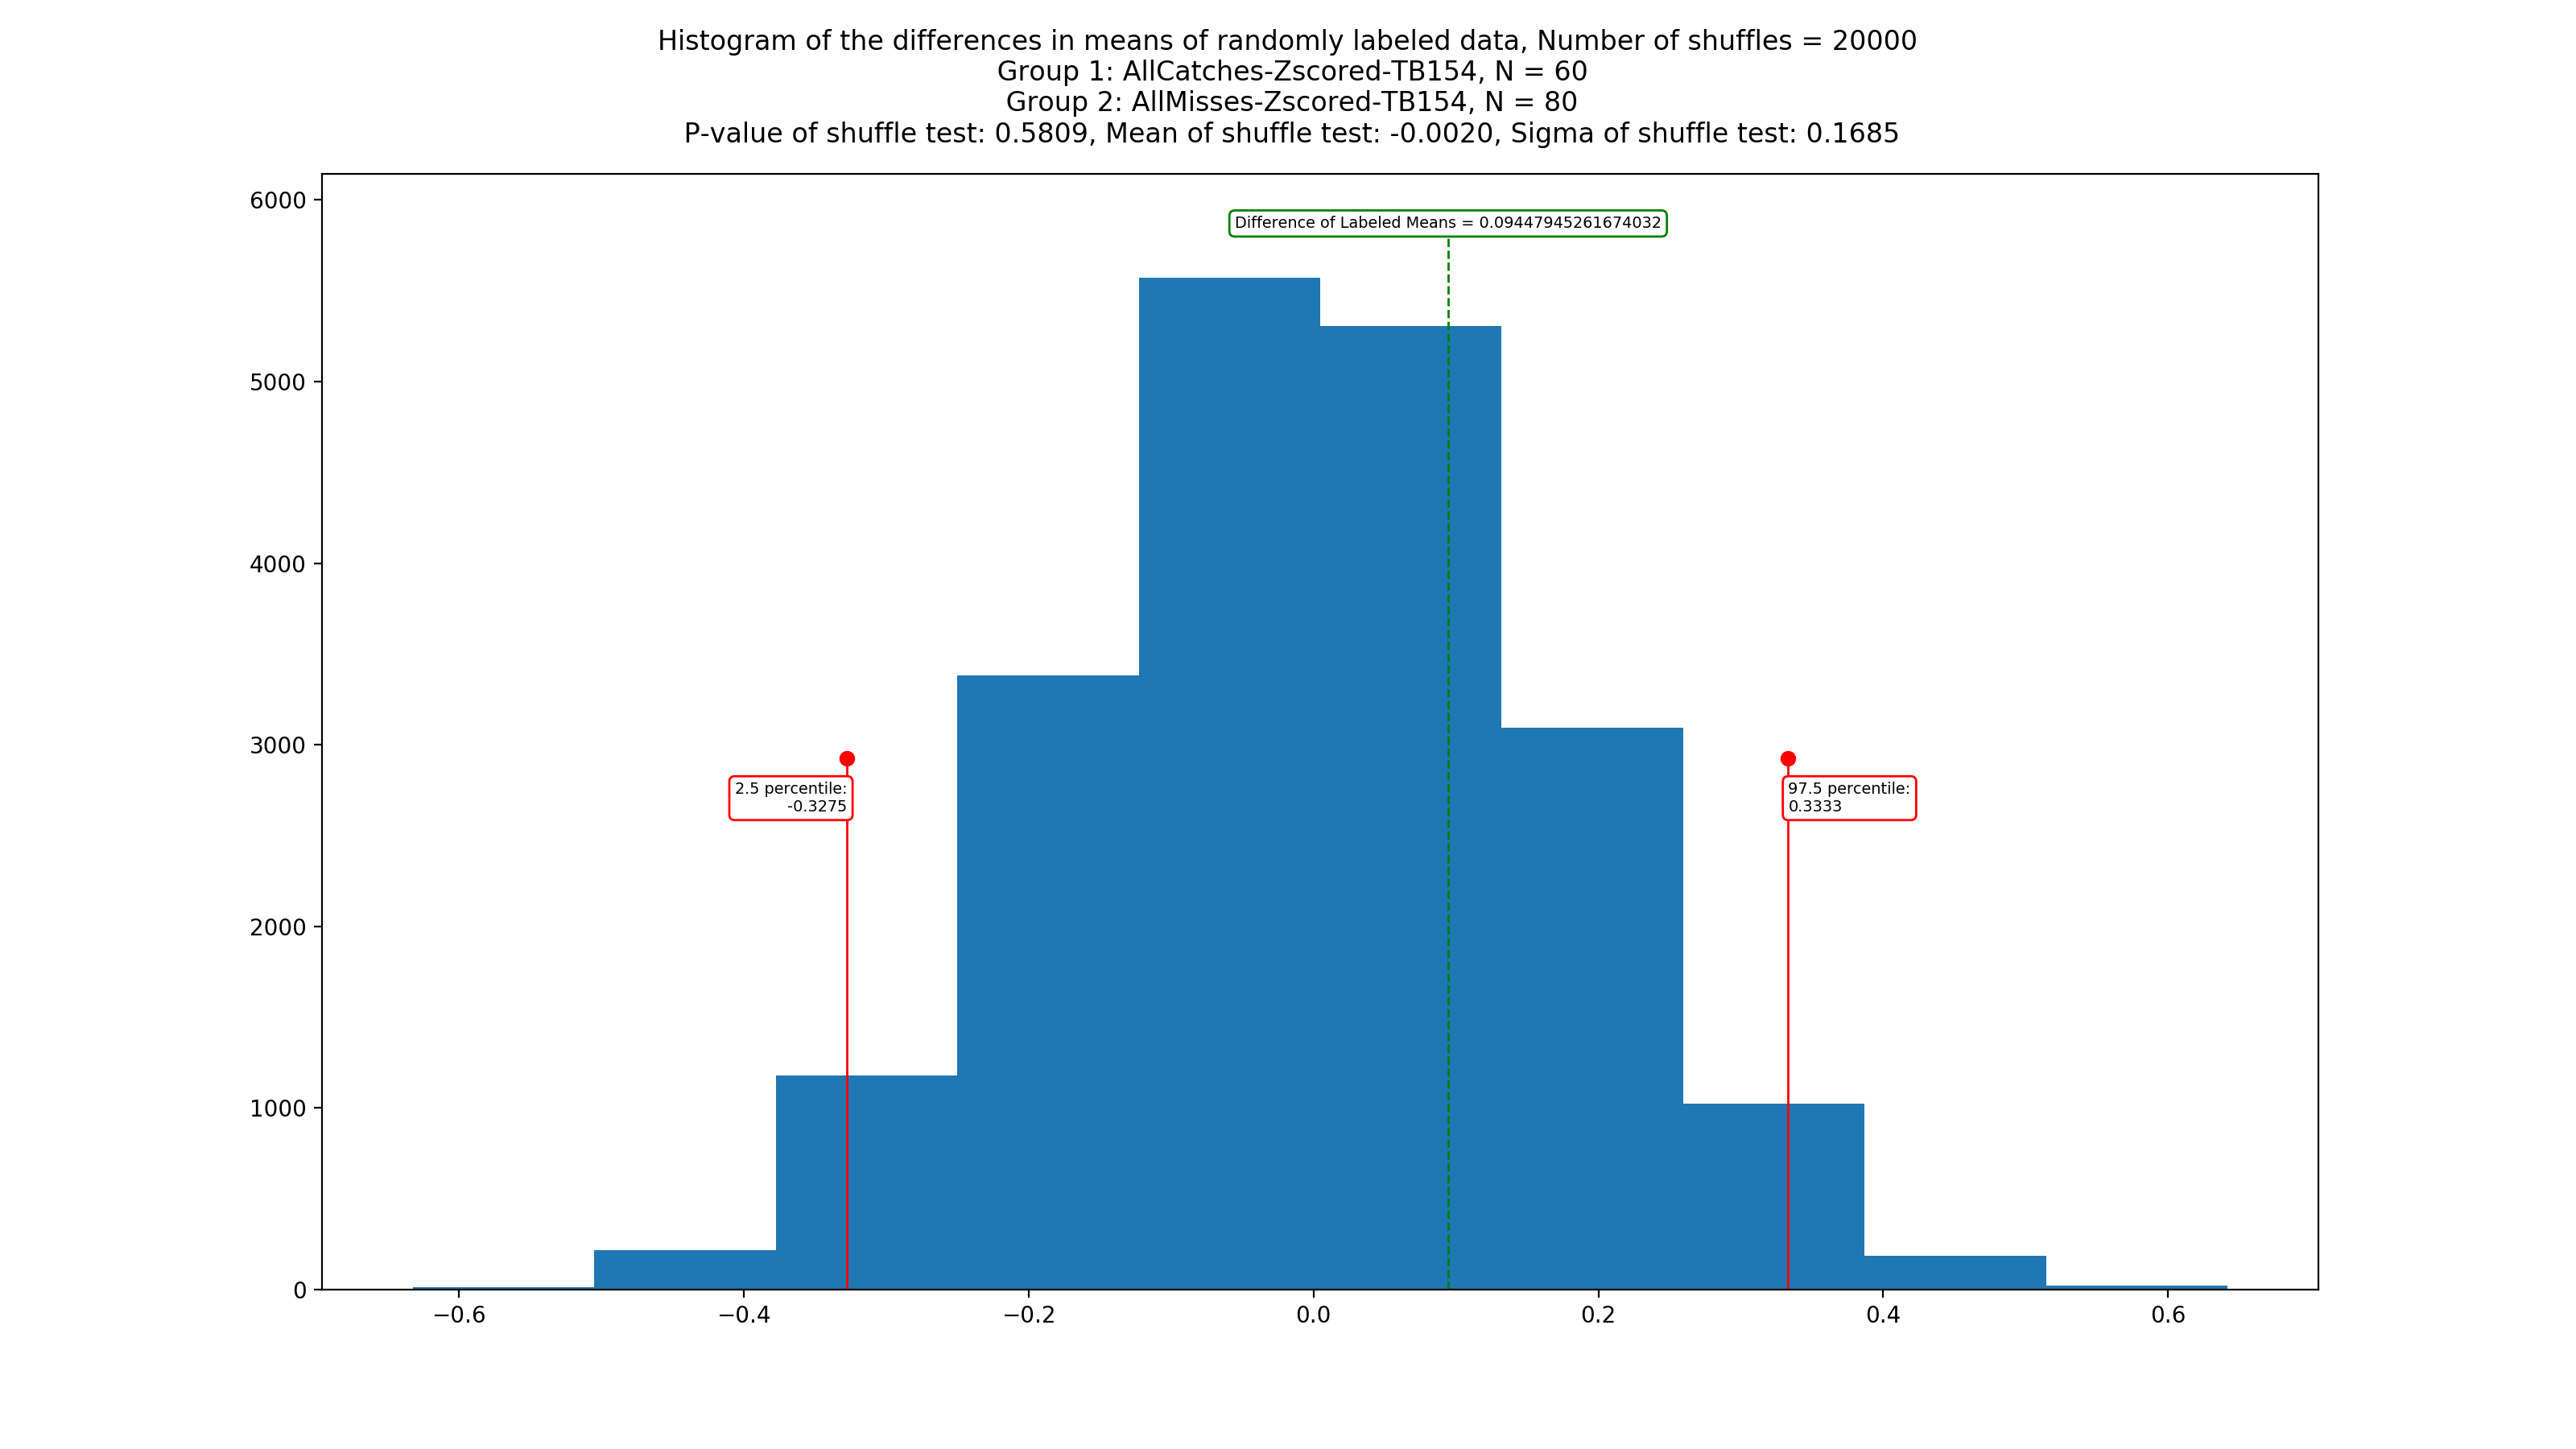 Histogram of the differences in means of randomly labeled data, Number of shuffles = 20000
Group 1: AllCatches-Zscored-TB154, N = 60
Group 2: AllMisses-Zscored-TB154, N = 80
P-value of shuffle test: 0.5809, Mean of shuffle test: -0.0020, Sigma of shuffle test: 0.1685
6000
Difference of Labeled Means = 0.09447945261674032
5000
4000
3000
2.5 percentile:
-0.3275
97.5 percentile:
0.3333
2000
1000
0
−0.6
−0.4
−0.2
0.0
0.2
0.4
0.6